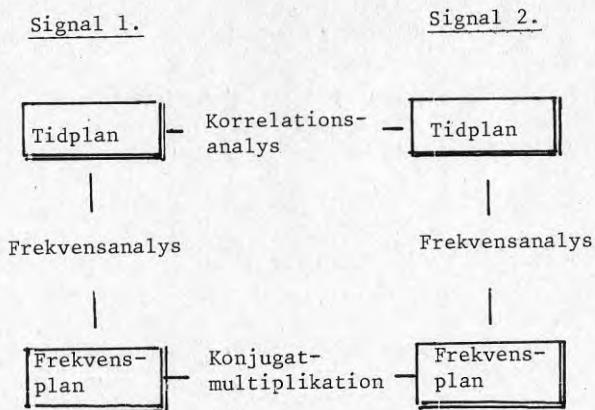 Signal 1.
Signal 2.
Tidplan
Korrelations-
analys
Tidplan
Frekvensanalys
Frekvensanalys
Frekvens-
plan
Konjugat-
multiplikation
Frekvens-
plan